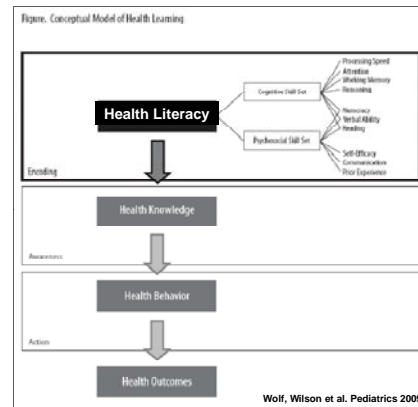 Figure. Conceptual Model of Health Learning
Processing Speed
Attention
Working Memory
Reasoning
Cognitive Skill Set
Health Literacy
Numeracy
Verbal Ability
Reading
Psychosocial Skill Set
Self-Efficacy
Communication
Prior Experience
Encoding
Health Knowledge
Awareness
Health Behavior
Action
Health Outcomes
Wolf, Wilson et al. Pediatrics